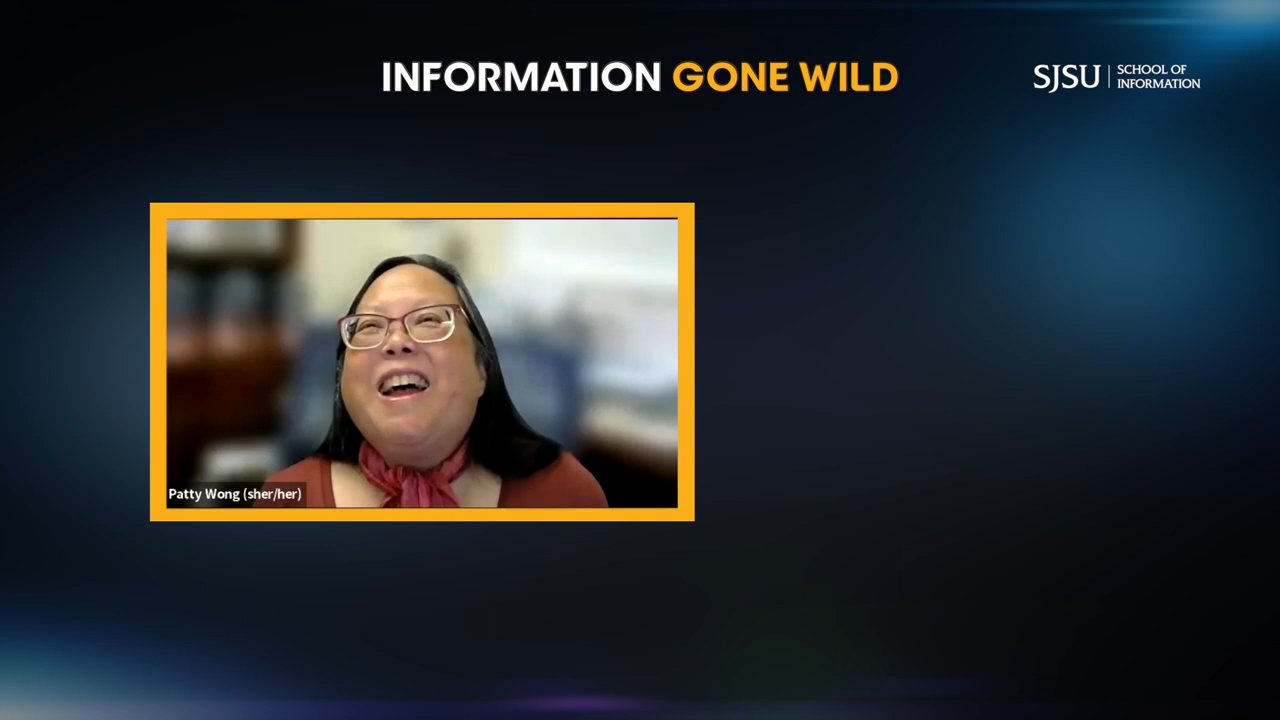 INFORMATION GONE WILD
SJSU | SCHOOL OF
INFORMATION
Patty Wong (sher/her)